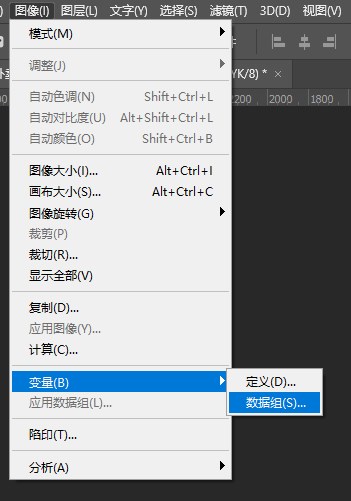 图像(I) 图层(L) 文字(Y) 选择(S) 滤镜(T) 3D(D) 视图(V)
模式(M)
YK/8) * ×
调整(J)
自动色调(N) Shift+Ctrl+L
2200 2000 1800
自动对比度(U) Alt+Shift+Ctrl+L
自动颜色(O) Shift+Ctrl+B
图像大小(I)... Alt+Ctrl+I
画布大小(S)... Alt+Ctrl+C
图像旋转(G)
裁剪(P)
裁切(R)...
显示全部(V)
复制(D)...
应用图像(Y)...
计算(C)...
变量(B)
定义(D)...
应用数据组(L)...
数据组(S)...
陷印(T)...
分析(A)